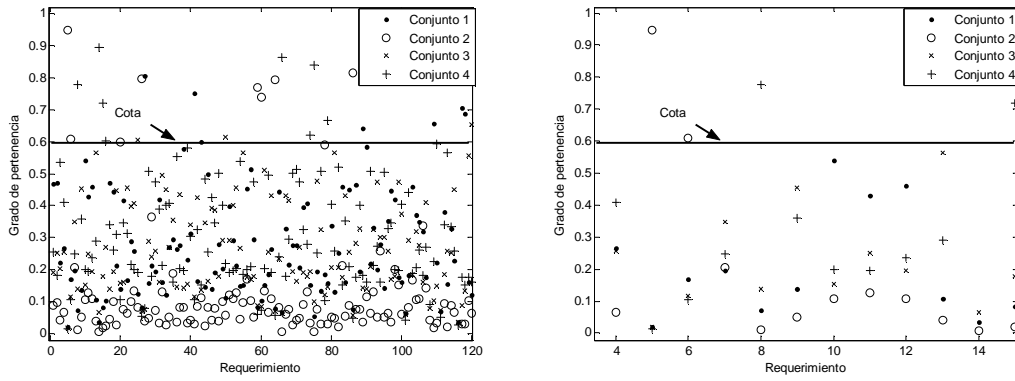 1
0.9
0.8
0.7
0.6
0.5
0.4
0.3
0.2
0.1
0
Grado de pertenencia
0 20 40 60 80 100 120
Requerimiento
Cota
Conjunto 1
Conjunto 2
Conjunto 3
Conjunto 4
1
0.9
0.8
0.7
0.6
0.5
0.4
0.3
0.2
0.1
0
Grado de pertenencia
4 6 8 10 12 14
Requerimiento
Cota
Conjunto 1
Conjunto 2
Conjunto 3
Conjunto 4